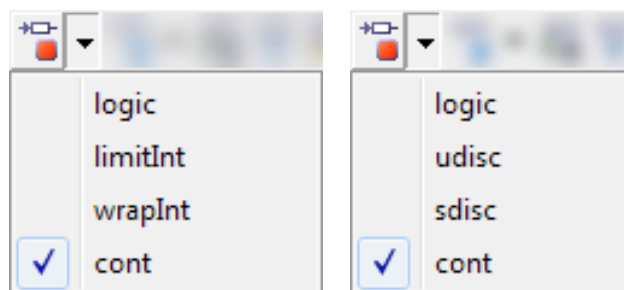 logic
limitInt
wrapInt
cont
logic
udisc
sdisc
cont